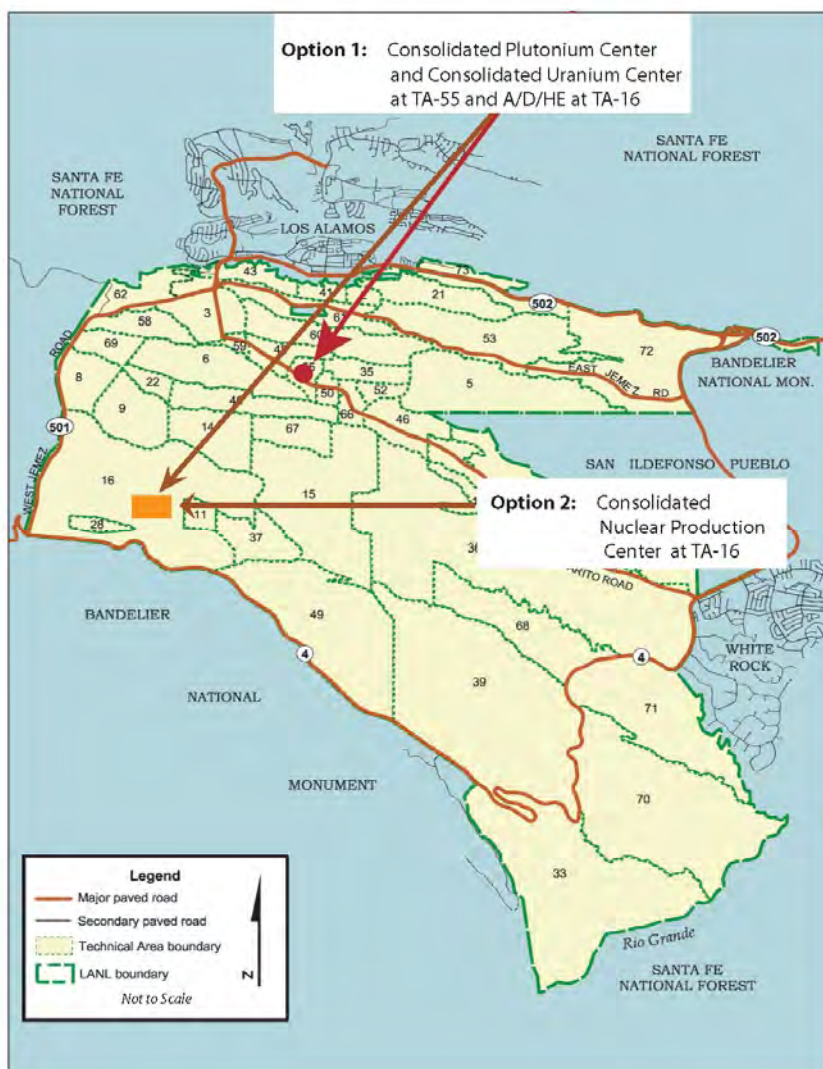 Option 1: Consolidated Plutonium Center
and Consolidated Uranium Center
at TA-55 and A/D/HE at TA-16
SANTA FE
NATIONAL FOREST
SANTA FE
NATIONAL
FOREST
LOS ALAMOS
43
73
62
41
21
502
58
3
61
60
53
72
502
69
59
BANDELIER
NATIONAL MON.
ROAD
6
35
EAST JEMEZ RD
8
22
50
52
5
9
40
66
46
501
14
67
WEST JEMEZ
SAN ILDEFONSO PUEBLO
16
15
11
Option 2: Consolidated
Nuclear Production
Center at TA-16
28
37
36
BANDELIER
49
68
WHITE
ROCK
4
4
39
71
NATIONAL
MONUMENT
70
33
Legend
Major paved road
Secondary paved road
Technical Area boundary
LANL boundary
N
Not to Scale
Rio Grande
SANTA FE
NATIONAL FOREST